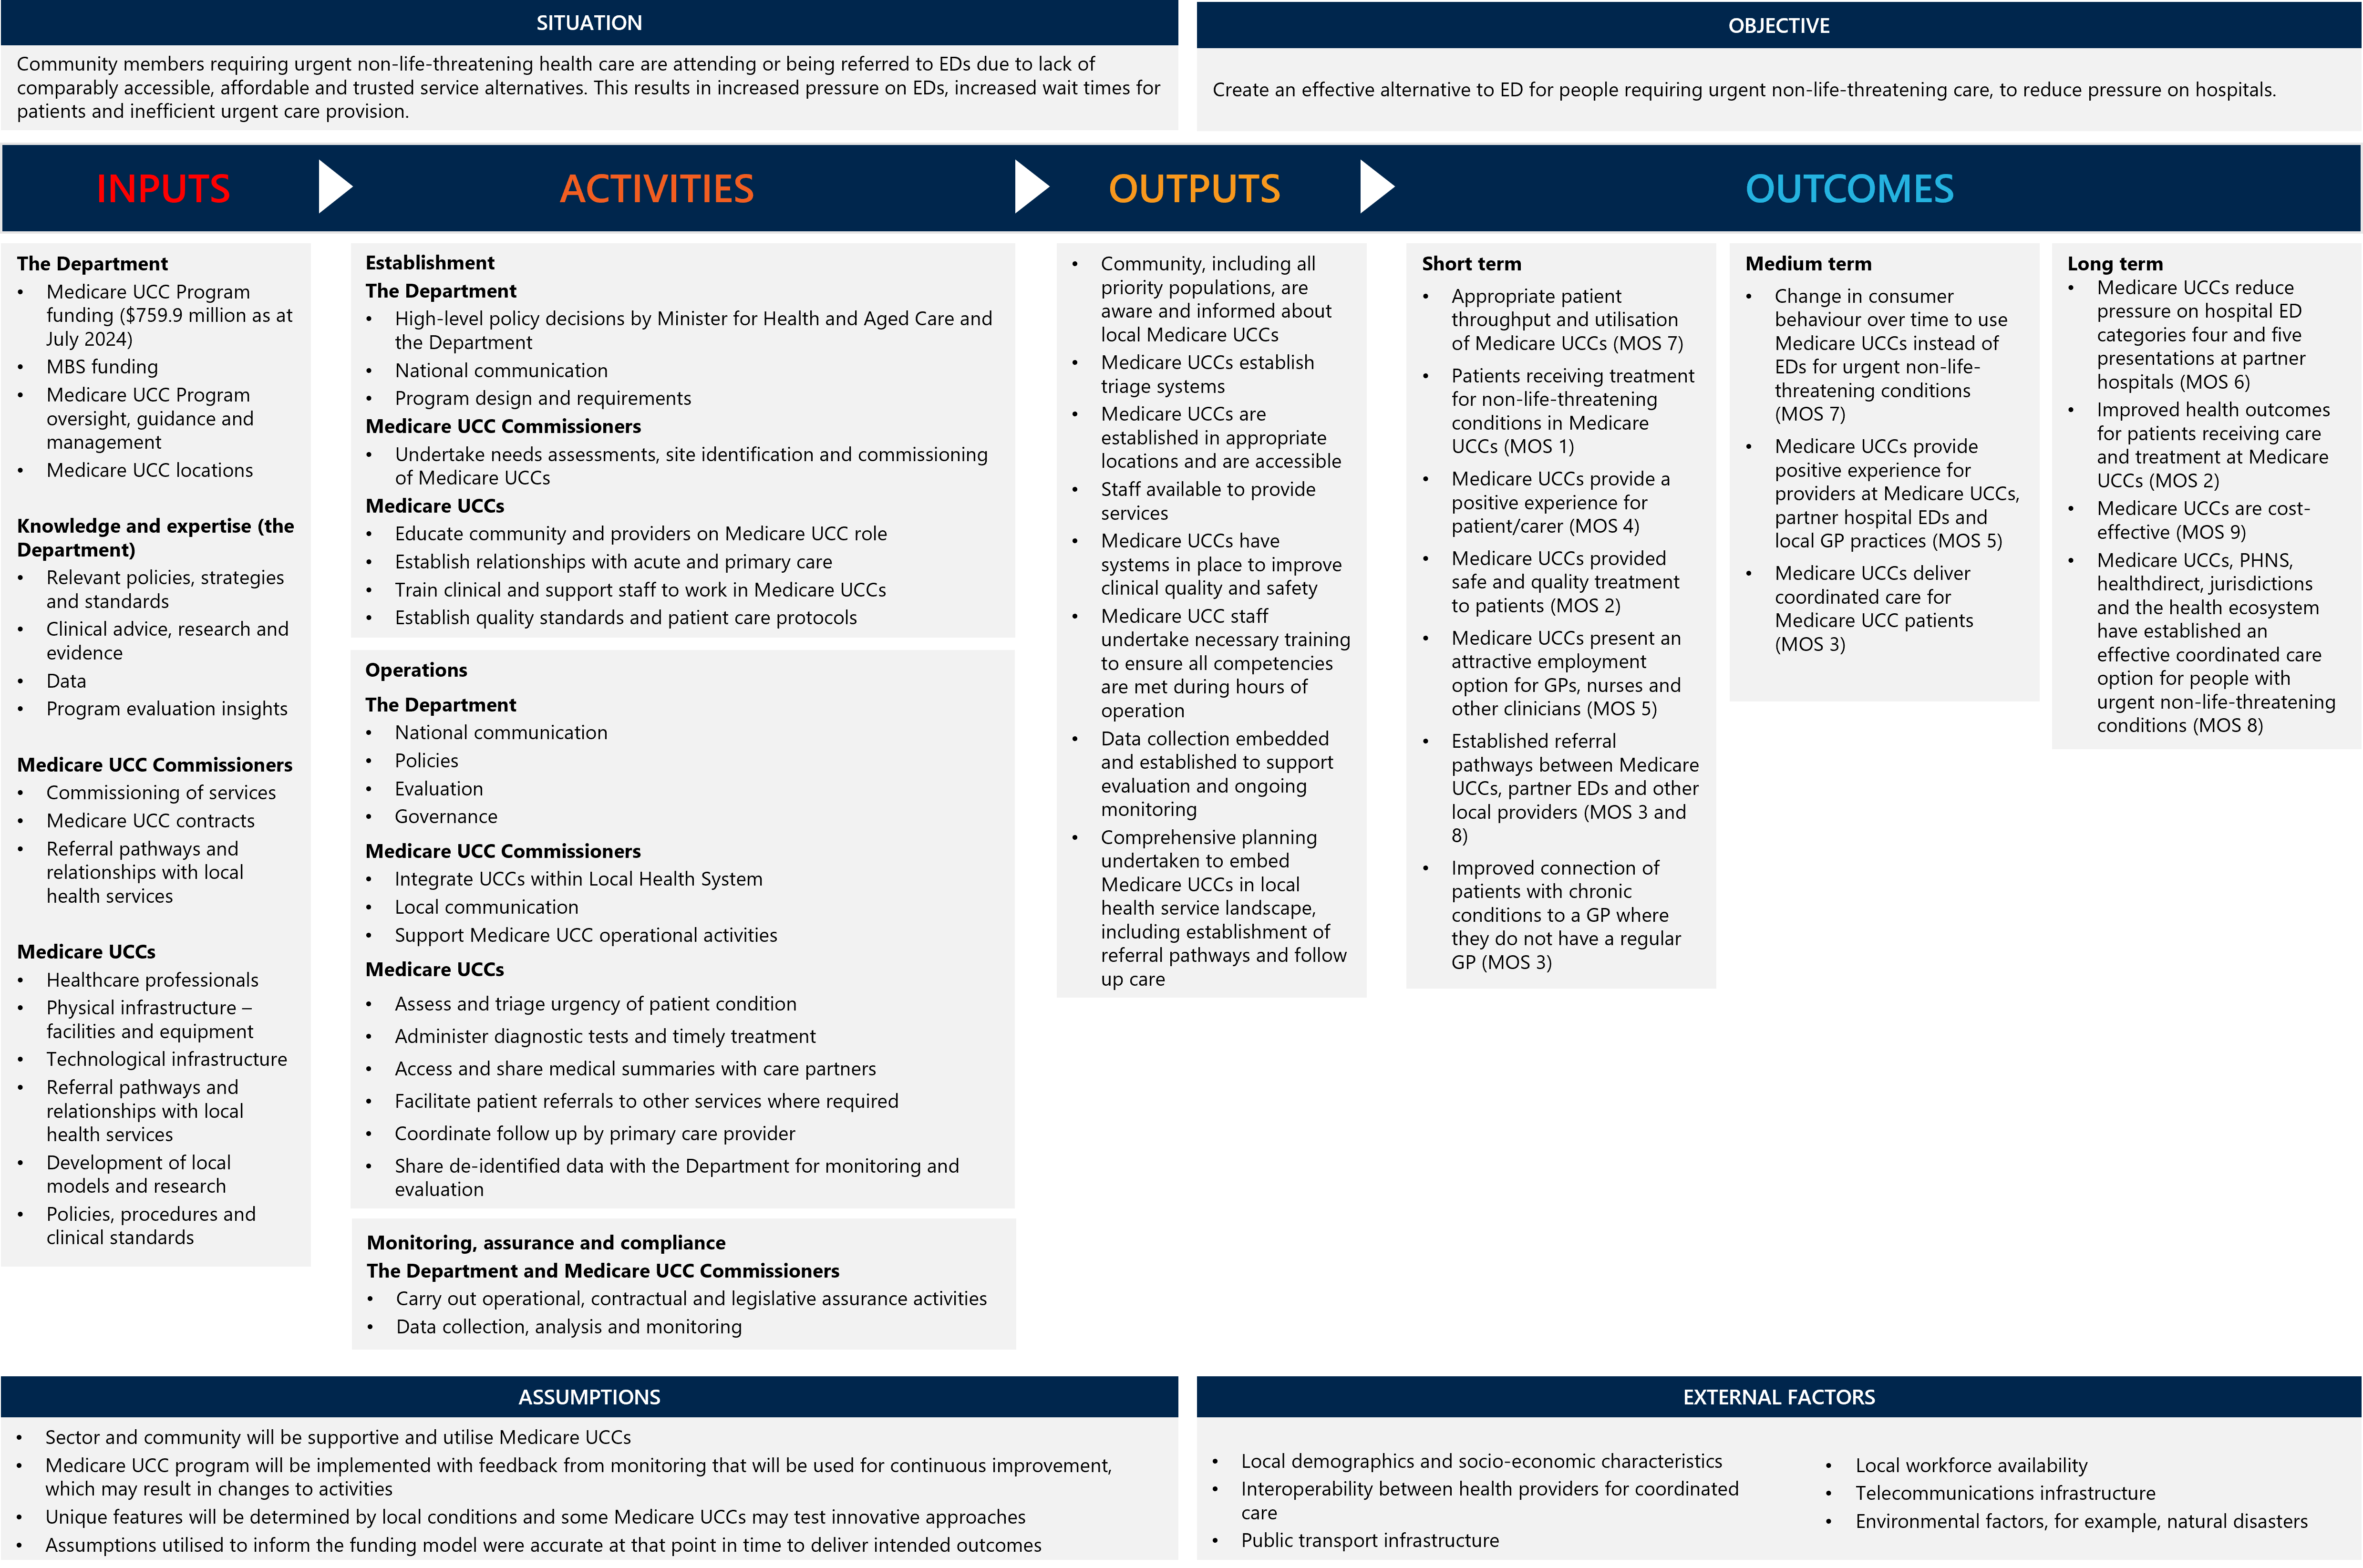 SITUATION
Community members requiring urgent non-life-threatening health care are attending or being referred to EDs due to lack of
comparably accessible, affordable and trusted service alternatives. This results in increased pressure on EDs, increased wait times for
patients and inefficient urgent care provision.
OBJECTIVE
Create an effective alternative to ED for people requiring urgent non-life-threatening care, to reduce pressure on hospitals.
INPUTS
ACTIVITIES
OUTPUTS
OUTCOMES
The Department
• Medicare UCC Program
funding ($759.9 million as at
July 2024)
• MBS funding
• Medicare UCC Program
oversight, guidance and
management
• Medicare UCC locations
Knowledge and expertise (the
Department)
• Relevant policies, strategies
and standards
• Clinical advice, research and
evidence
• Data
• Program evaluation insights
Medicare UCC Commissioners
• Commissioning of services
• Medicare UCC contracts
• Referral pathways and
relationships with local
health services
Medicare UCCs
• Healthcare professionals
• Physical infrastructure –
facilities and equipment
• Technological infrastructure
• Referral pathways and
relationships with local
health services
• Development of local
models and research
• Policies, procedures and
clinical standards
Establishment
The Department
• High-level policy decisions by Minister for Health and Aged Care and
the Department
• National communication
• Program design and requirements
Medicare UCC Commissioners
• Undertake needs assessments, site identification and commissioning
of Medicare UCCs
Medicare UCCs
• Educate community and providers on Medicare UCC role
• Establish relationships with acute and primary care
• Train clinical and support staff to work in Medicare UCCs
• Establish quality standards and patient care protocols
Operations
The Department
• National communication
• Policies
• Evaluation
• Governance
Medicare UCC Commissioners
• Integrate UCCs within Local Health System
• Local communication
• Support Medicare UCC operational activities
Medicare UCCs
• Assess and triage urgency of patient condition
• Administer diagnostic tests and timely treatment
• Access and share medical summaries with care partners
• Facilitate patient referrals to other services where required
• Coordinate follow up by primary care provider
• Share de-identified data with the Department for monitoring and
evaluation
Monitoring, assurance and compliance
The Department and Medicare UCC Commissioners
• Carry out operational, contractual and legislative assurance activities
• Data collection, analysis and monitoring
• Community, including all
priority populations, are
aware and informed about
local Medicare UCCs
• Medicare UCCs establish
triage systems
• Medicare UCCs are
established in appropriate
locations and are accessible
• Staff available to provide
services
• Medicare UCCs have
systems in place to improve
clinical quality and safety
• Medicare UCC staff
undertake necessary training
to ensure all competencies
are met during hours of
operation
• Data collection embedded
and established to support
evaluation and ongoing
monitoring
• Comprehensive planning
undertaken to embed
Medicare UCCs in local
health service landscape,
including establishment of
referral pathways and follow
up care
Short term
• Appropriate patient
throughput and utilisation
of Medicare UCCs (MOS 7)
• Patients receiving treatment
for non-life-threatening
conditions in Medicare
UCCs (MOS 1)
• Medicare UCCs provide a
positive experience for
patient/carer (MOS 4)
• Medicare UCCs provided
safe and quality treatment
to patients (MOS 2)
• Medicare UCCs present an
attractive employment
option for GPs, nurses and
other clinicians (MOS 5)
• Established referral
pathways between Medicare
UCCs, partner EDs and other
local providers (MOS 3 and
8)
• Improved connection of
patients with chronic
conditions to a GP where
they do not have a regular
GP (MOS 3)
Medium term
• Change in consumer
behaviour over time to use
Medicare UCCs instead of
EDs for urgent non-life-
threatening conditions
(MOS 7)
• Medicare UCCs provide
positive experience for
providers at Medicare UCCs,
partner hospital EDs and
local GP practices (MOS 5)
• Medicare UCCs deliver
coordinated care for
Medicare UCC patients
(MOS 3)
Long term
• Medicare UCCs reduce
pressure on hospital ED
categories four and five
presentations at partner
hospitals (MOS 6)
• Improved health outcomes
for patients receiving care
and treatment at Medicare
UCCs (MOS 2)
• Medicare UCCs are cost-
effective (MOS 9)
• Medicare UCCs, PHNS,
healthdirect, jurisdictions
and the health ecosystem
have established an
effective coordinated care
option for people with
urgent non-life-threatening
conditions (MOS 8)
ASSUMPTIONS
• Sector and community will be supportive and utilise Medicare UCCs
• Medicare UCC program will be implemented with feedback from monitoring that will be used for continuous improvement,
which may result in changes to activities
• Unique features will be determined by local conditions and some Medicare UCCs may test innovative approaches
• Assumptions utilised to inform the funding model were accurate at that point in time to deliver intended outcomes
EXTERNAL FACTORS
• Local demographics and socio-economic characteristics
• Interoperability between health providers for coordinated
care
• Public transport infrastructure
• Local workforce availability
• Telecommunications infrastructure
• Environmental factors, for example, natural disasters